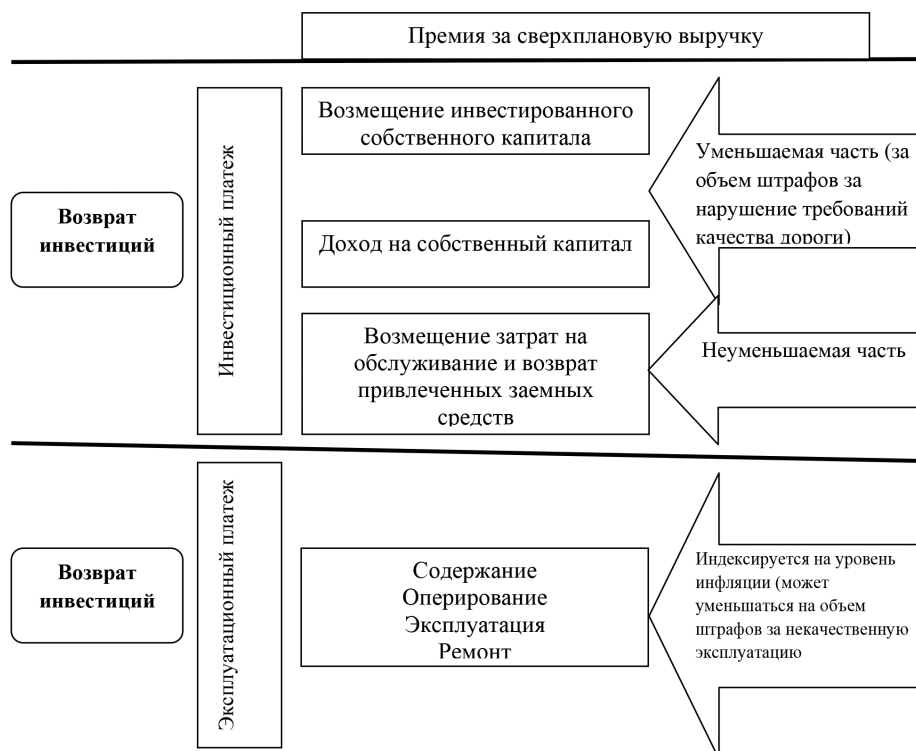 Премия за сверхплановую выручку
Возврат
инвестиций
Инвестиционный платеж
Возмещение инвестированного
собственного капитала
Доход на собственный капитал
Возмещение затрат на
обслуживание и возврат
привлеченных заемных
средств
Уменьшаемая часть (за
объем штрафов за
нарушение требований
качества дороги)
Неуменьшаемая часть
Возврат
инвестиций
Эксплуатационный платеж
Содержание
Оперирование
Эксплуатация
Ремонт
Индексируется на уровень
инфляции (может
уменьшаться на объем
штрафов за некачественную
эксплуатацию